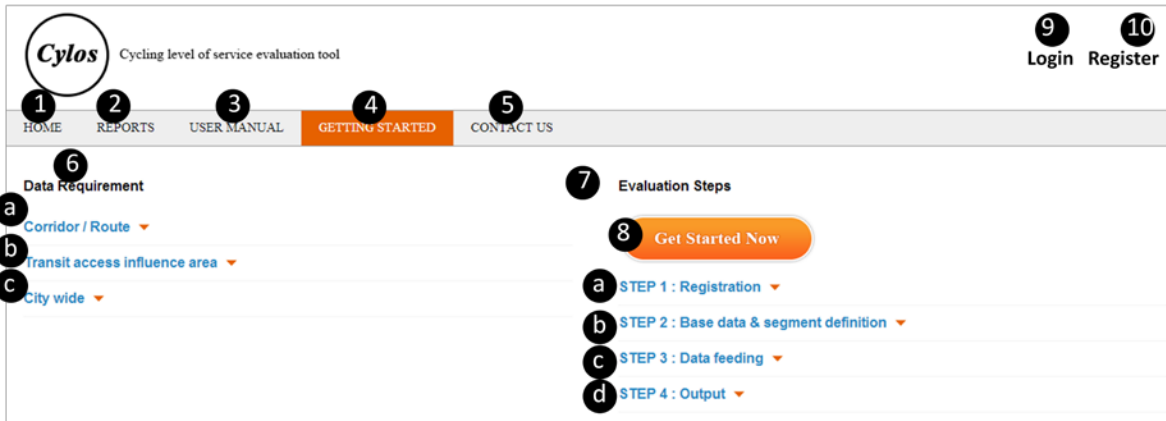 9 10
Cylos Cycling level of service evaluation tool
Login Register
1 2 3 4 5
HOME REPORTS USER MANUAL GETTING STARTED CONTACT US
6
Data Requirement
a
Corridor / Route
b
Transit access influence area
c
City wide
7 Evaluation Steps
8 Get Started Now
a STEP 1 : Registration
b STEP 2 : Base data & segment definition
c STEP 3 : Data feeding
d STEP 4 : Output